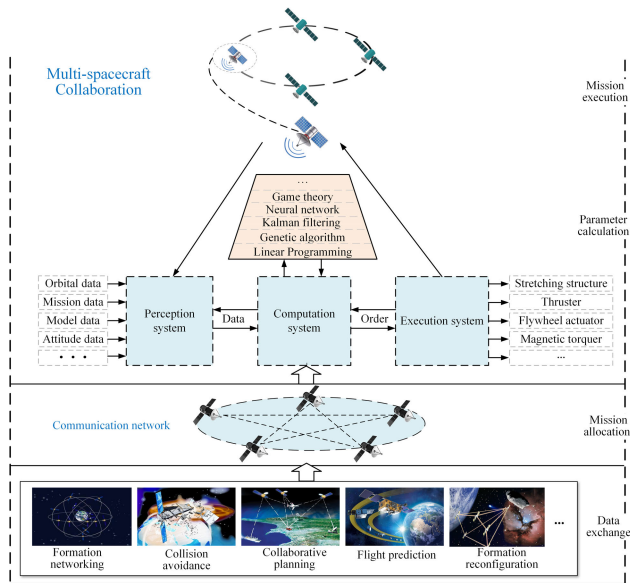 Multi-spacecraft
Collaboration
Mission
execution
...
Game theory
Neural network
Kalman filtering
Genetic algorithm
Linear Programming
Parameter
calculation
Orbital data
Mission data
Model data
Attitude data
• • •
Perception
system
Data
Computation
system
Order
Execution system
Stretching structure
Thruster
Flywheel actuator
Magnetic torquer
...
Communication network
Mission
allocation
Formation
networking
Collision
avoidance
Collaborative
planning
Flight prediction
Formation
reconfiguration
...
Data
exchange